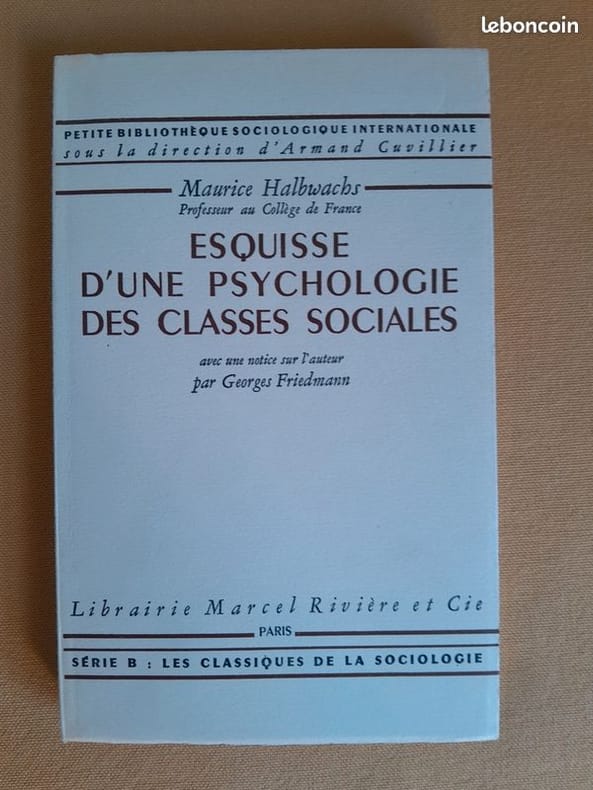 leboncoin
PETITE BIBLIOTHÈQUE SOCIOLOGIQUE INTERNATIONALE
sous la direction d'Armand Cuvillier
Maurice Halbwachs
Professeur au Collège de France
ESQUISSE
D'UNE PSYCHOLOGIE
DES CLASSES SOCIALES
avec une notice sur l'auteur
par Georges Friedmann
Librairie Marcel Rivière et Cie
PARIS
SÉRIE B : LES CLASSIQUES DE LA SOCIOLOGIE